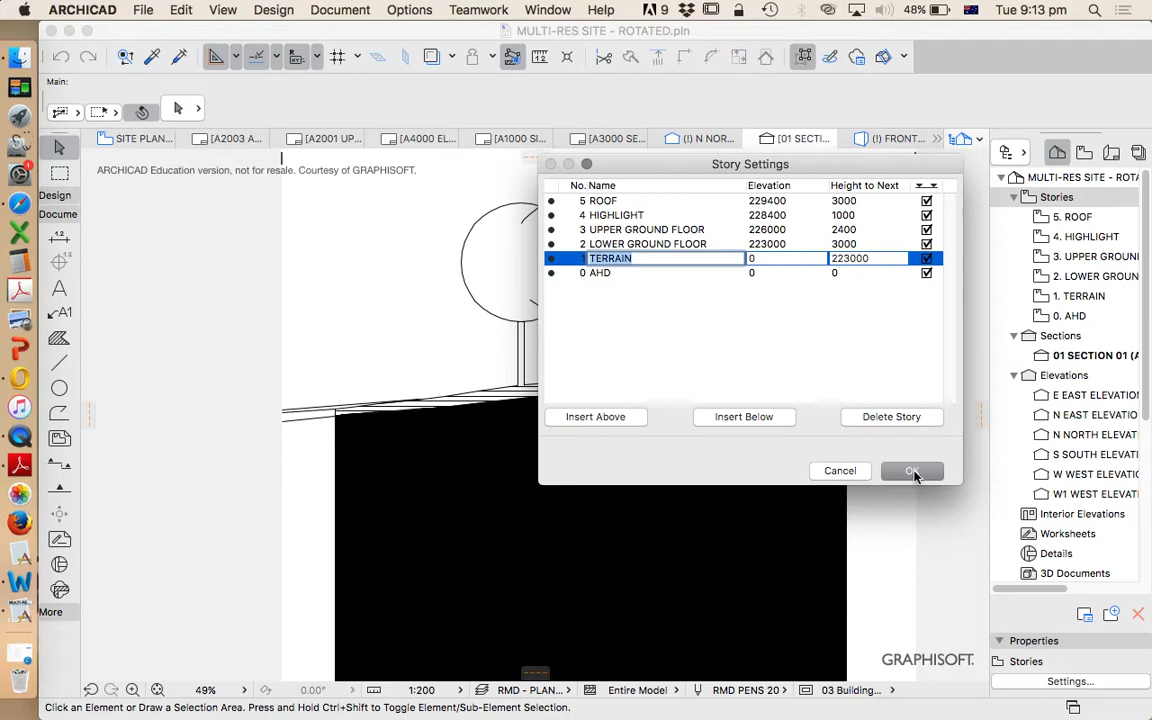 ARCHICAD File Edit View Design Document Options Teamwork Window Help 9 48% Tue 9:13 pm
MULTI-RES SITE - ROTATED.pln
Main:
SITE PLAN... [A2003 A... [A2001 UP... [A4000 EL... [A1000 SI... [A3000 SE... (!) N NOR... [01 SECTI... (!) FRONT...
ARCHICAD Education version, not for resale. Courtesy of GRAPHISOFT.
Design
Docume
More
Story Settings
No. Name Elevation Height to Next
5 ROOF 229400 3000
4 HIGHLIGHT 228400 1000
3 UPPER GROUND FLOOR 226000 2400
2 LOWER GROUND FLOOR 223000 3000
1 TERRAIN 0 223000
0 AHD 0 0
Insert Above Insert Below Delete Story
Cancel OK
MULTI-RES SITE - ROTATED
Stories
5. ROOF
4. HIGHLIGHT
3. UPPER GROUN
2. LOWER GROUN
1. TERRAIN
0. AHD
Sections
01 SECTION 01 (A
Elevations
E EAST ELEVATIO
N EAST ELEVATIO
N NORTH ELEVAT
S SOUTH ELEVATI
W WEST ELEVATIO
W1 WEST ELEVATI
Interior Elevations
Worksheets
Details
3D Documents
Properties
Stories
Settings...
GRAPHISOFT.
49% 0.00° 1:200 RMD - PLAN... Entire Model RMD PENS 20 03 Building...
Click an Element or Draw a Selection Area. Press and Hold Ctrl+Shift to Toggle Element/Sub-Element Selection.